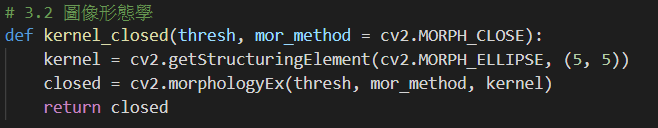 # 3.2 圖像形態學
def kernel_closed(thresh, mor_method = cv2.MORPH_CLOSE):
    kernel = cv2.getStructuringElement(cv2.MORPH_ELLIPSE, (5, 5))
    closed = cv2.morphologyEx(thresh, mor_method, kernel)
    return closed